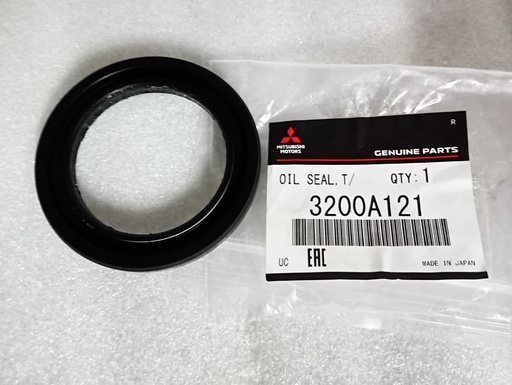 R
MITSUBISHI
MOTORS
GENUINE PARTS
OIL SEAL,T/ QTY:1
3200A121
UC EAC MADE IN JAPAN